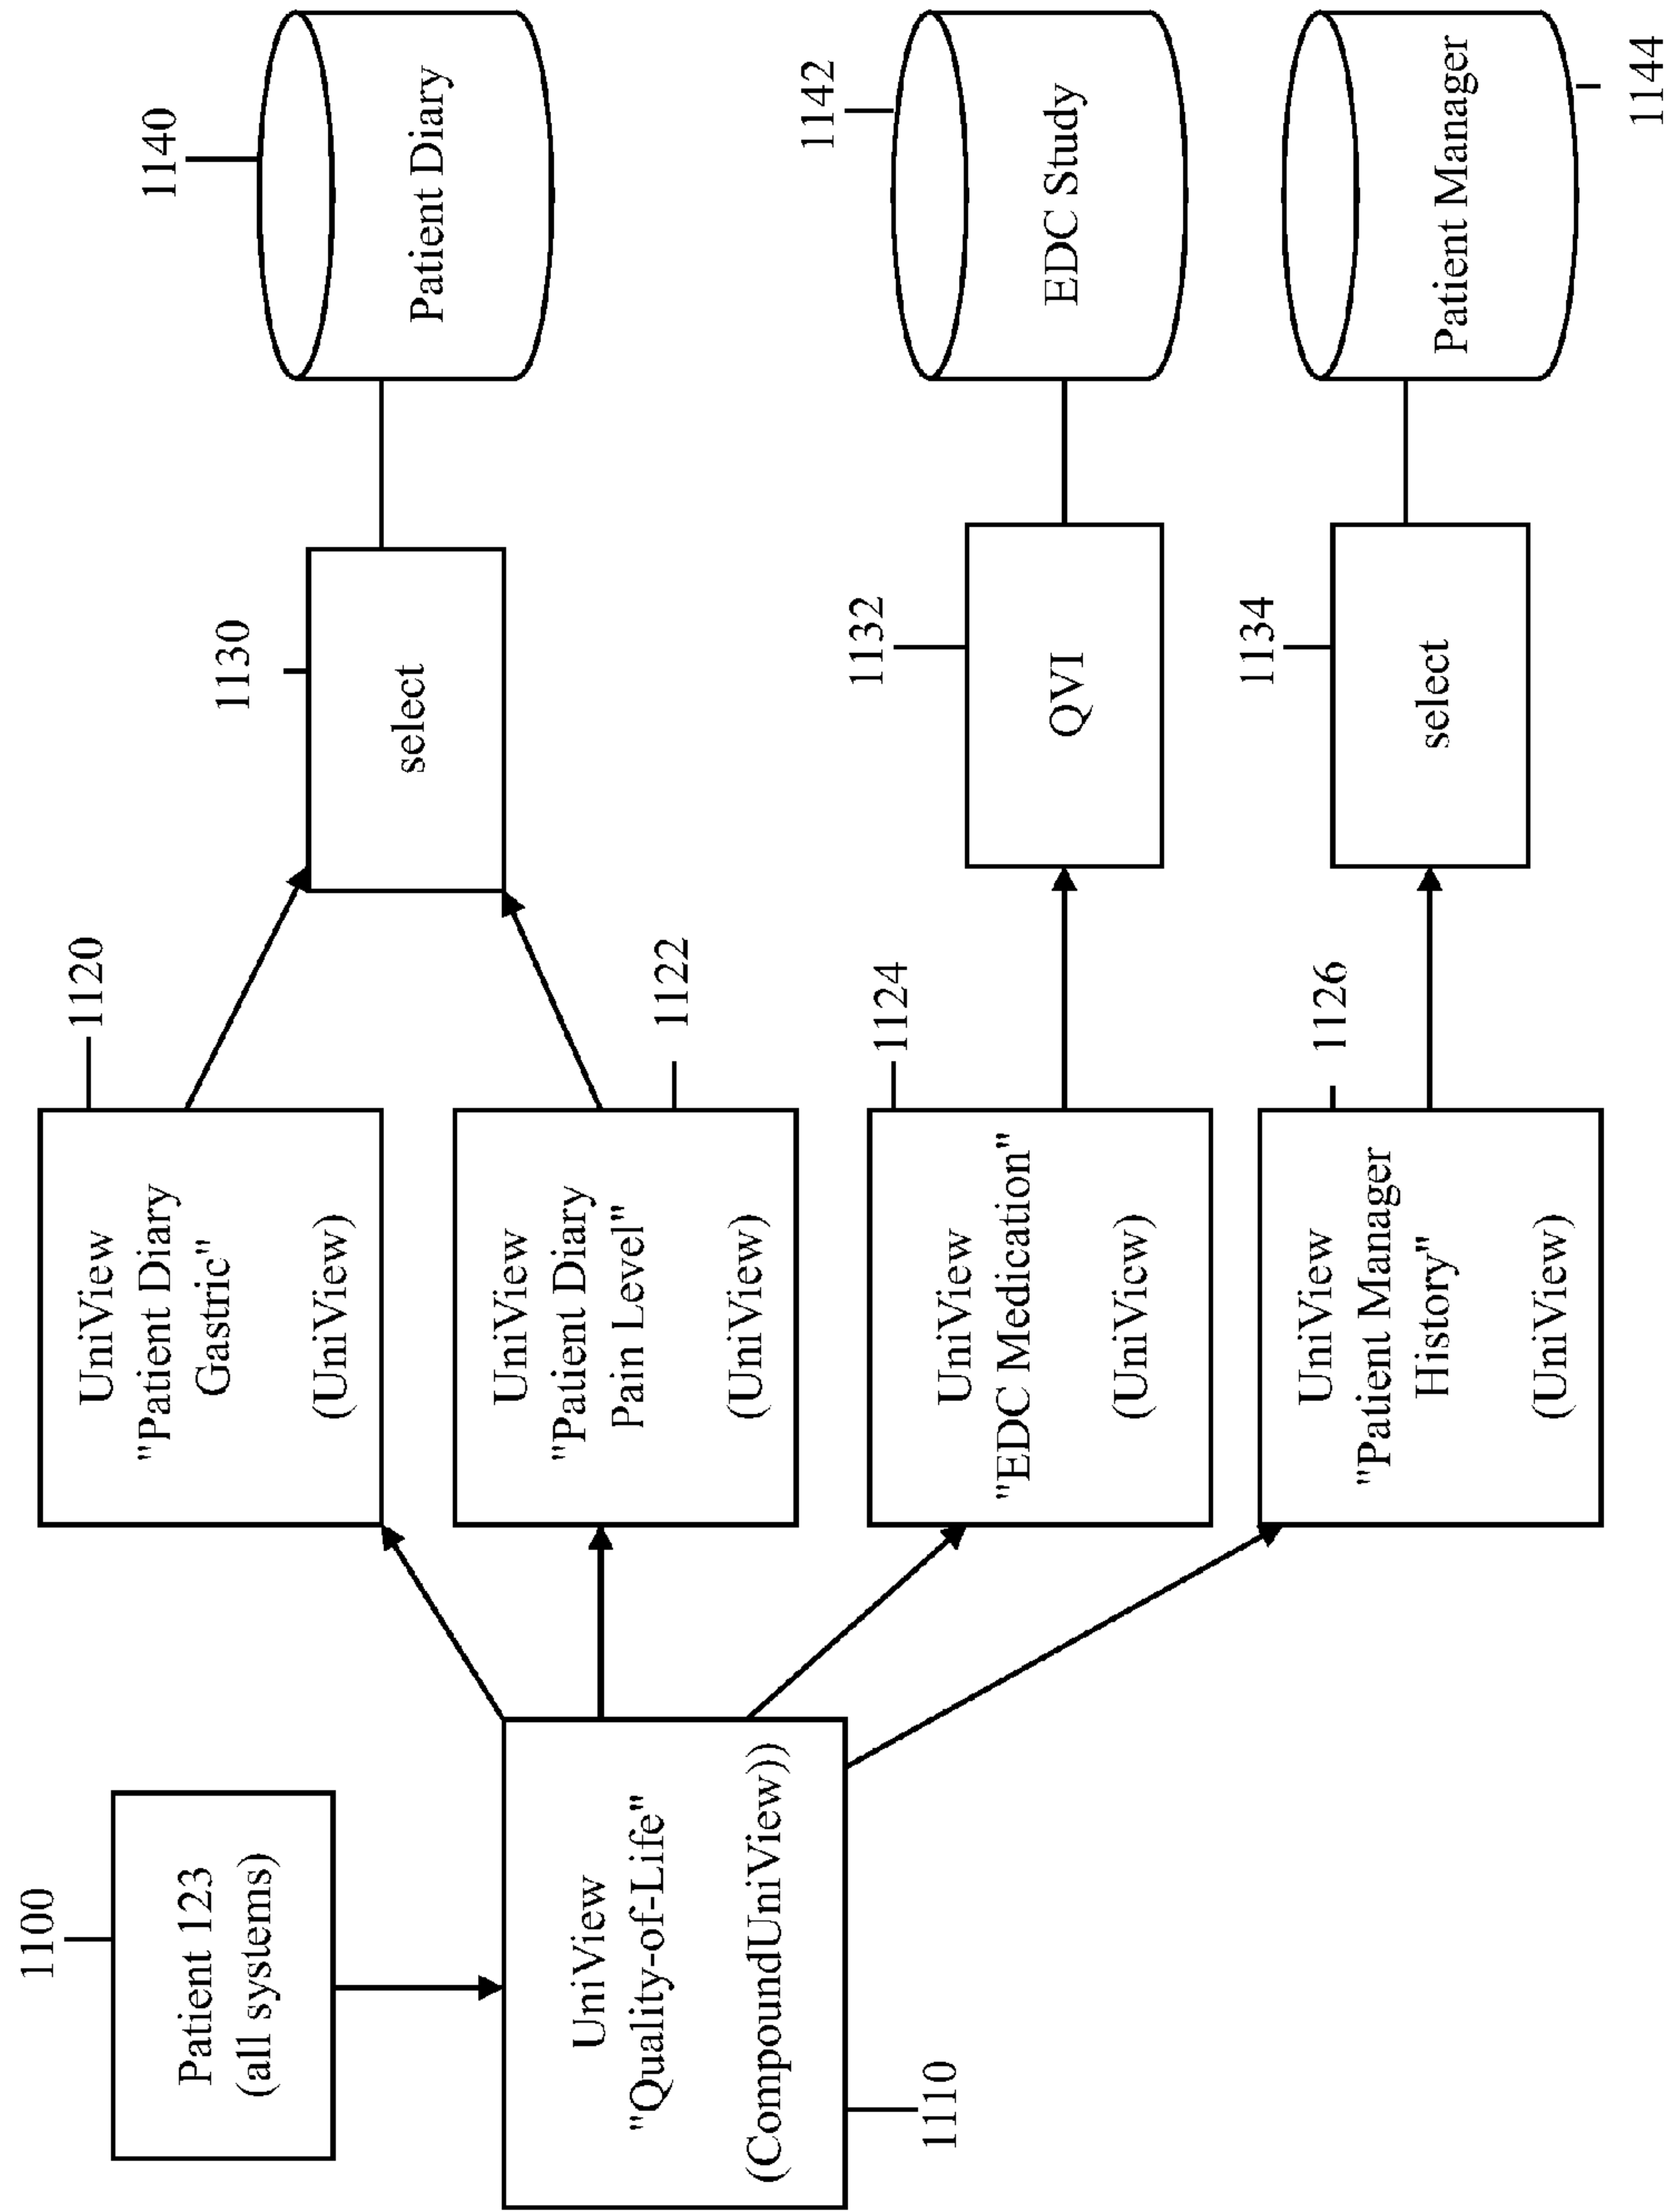 1100
Patient 123
(all systems)
UniView
"Quality-of-Life"
(CompoundUniView))
1110
UniView
"Patient Diary
Gastric"
(UniView)
1120
UniView
"Patient Diary
Pain Level"
(UniView)
1122
UniView
"EDC Medication"
(UniView)
1124
UniView
"Patient Manager
History"
(UniView)
1126
1130
select
1132
QVI
1134
select
1140
Patient Diary
1142
EDC Study
Patient Manager
1144